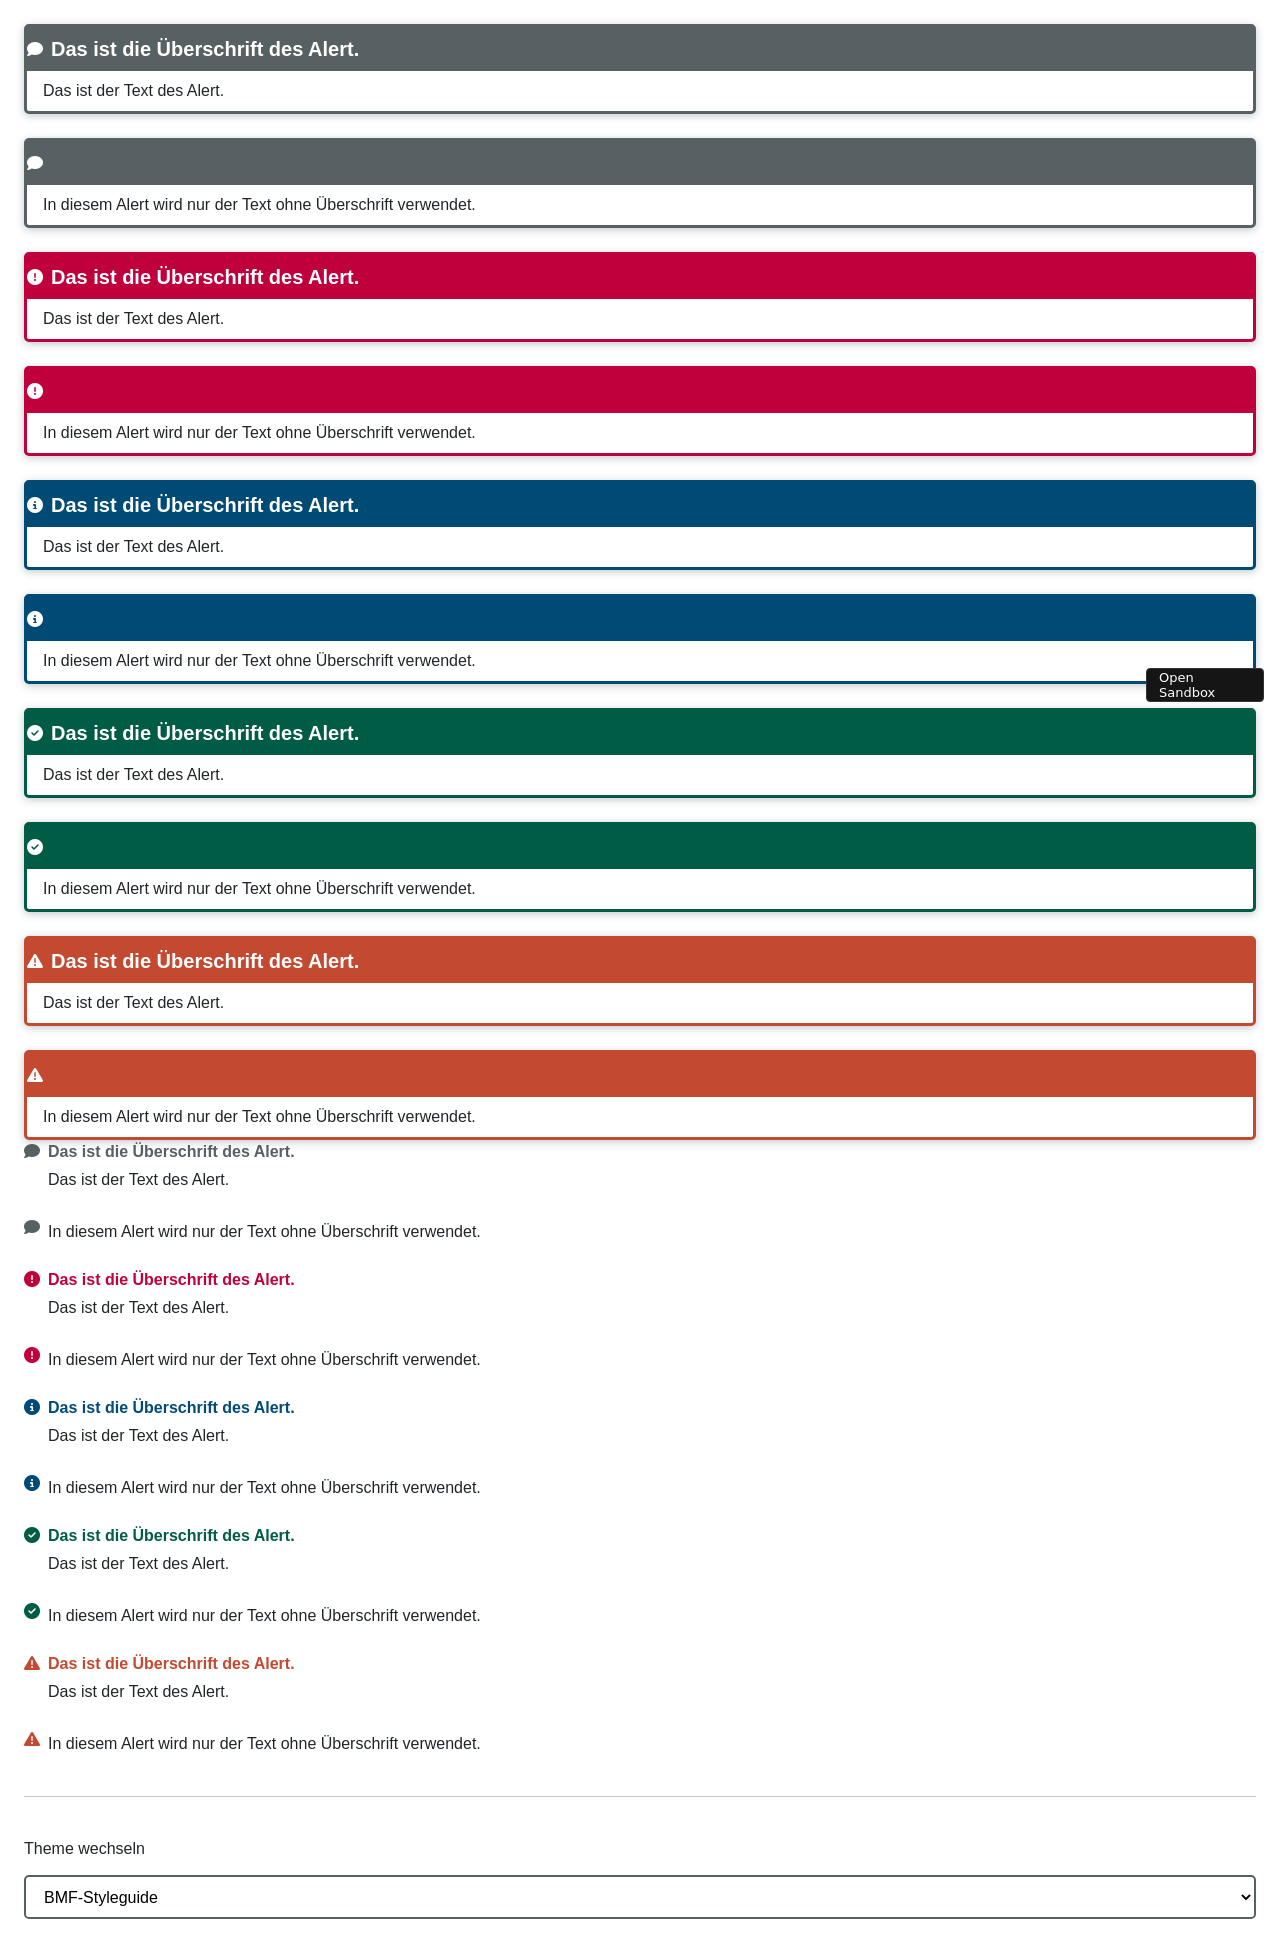 Das ist die Überschrift des Alert.
Das ist der Text des Alert.
In diesem Alert wird nur der Text ohne Überschrift verwendet.
Das ist die Überschrift des Alert.
Das ist der Text des Alert.
In diesem Alert wird nur der Text ohne Überschrift verwendet.
Das ist die Überschrift des Alert.
Das ist der Text des Alert.
In diesem Alert wird nur der Text ohne Überschrift verwendet.
Open
Sandbox
Das ist die Überschrift des Alert.
Das ist der Text des Alert.
In diesem Alert wird nur der Text ohne Überschrift verwendet.
Das ist die Überschrift des Alert.
Das ist der Text des Alert.
In diesem Alert wird nur der Text ohne Überschrift verwendet.
Das ist die Überschrift des Alert.
Das ist der Text des Alert.
In diesem Alert wird nur der Text ohne Überschrift verwendet.
Das ist die Überschrift des Alert.
Das ist der Text des Alert.
In diesem Alert wird nur der Text ohne Überschrift verwendet.
Das ist die Überschrift des Alert.
Das ist der Text des Alert.
In diesem Alert wird nur der Text ohne Überschrift verwendet.
Das ist die Überschrift des Alert.
Das ist der Text des Alert.
In diesem Alert wird nur der Text ohne Überschrift verwendet.
Das ist die Überschrift des Alert.
Das ist der Text des Alert.
In diesem Alert wird nur der Text ohne Überschrift verwendet.
Theme wechseln
BMF-Styleguide